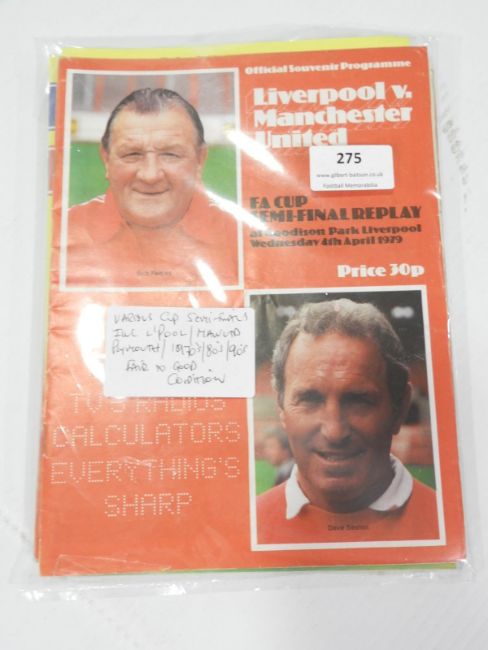 Official Souvenir Programme
Liverpool v.
Manchester
United
275
www.gilbert-baitson.co.uk
Football Memorabilia
FA CUP
SEMI-FINAL REPLAY
at Goodison Park Liverpool
Wednesday 4th April 1979
Price 30p
Bob Paisley
VARIOUS CUP SEMI-FINALS
INC L'POOL / MAN UTD
PLYMOUTH / 1970's/80's/90's
FAIR TO GOOD
CONDITION
TV'S RADIOS
CALCULATORS
EVERYTHING'S
SHARP
Dave Sexton